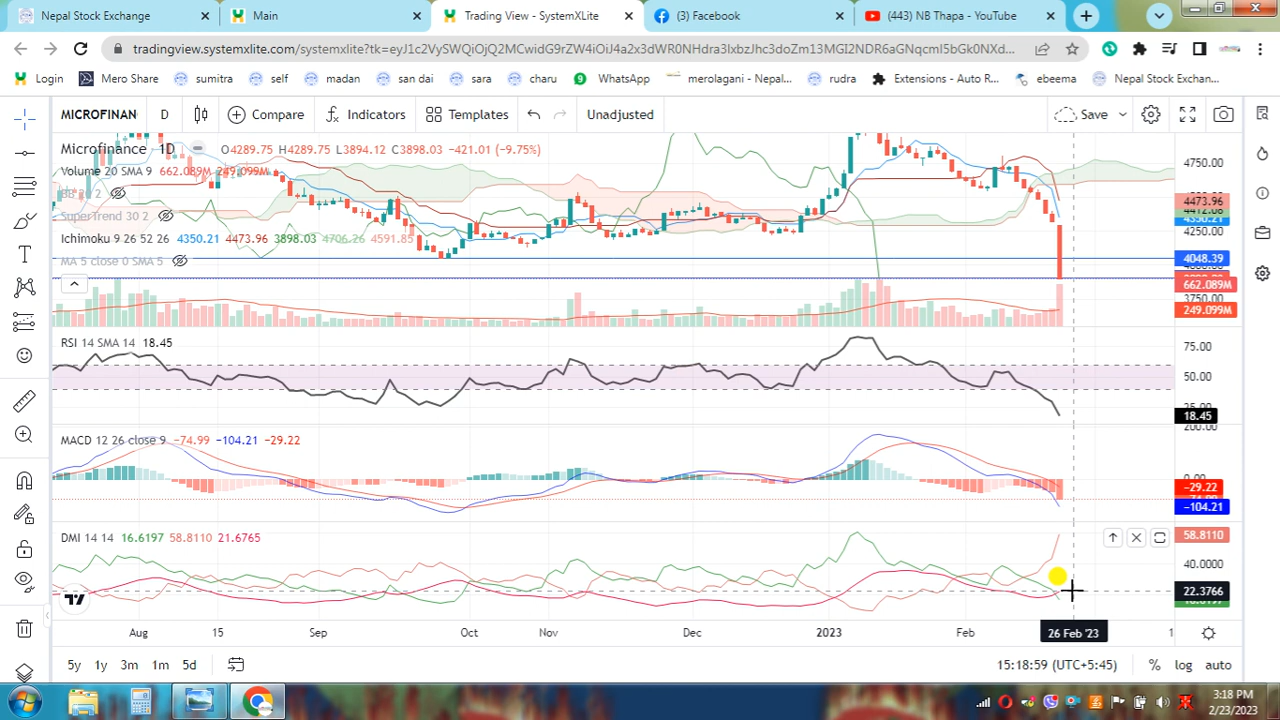 Nepal Stock Exchange
Main
Trading View - SystemXLite
(3) Facebook
(443) NB Thapa - YouTube
tradingview.systemxlite/systemxlite?tk=eyJ1c2VySWQiOjQ2MCwidG9rZW4iOiJ4a2x3dWR0NHdra3lxbzJhc3doZm13MGI2NDR6aGNqcml5bGk0NXd...
Login
Mero Share
sumitra
self
madan
san dai
sara
charu
WhatsApp
merolagani - Nepal...
rudra
Extensions - Auto R...
ebeema
Nepal Stock Exchan...
MICROFINAN
D
Compare
Indicators
Templates
Unadjusted
Save
Microfinance 1D
O4289.75 H4289.75 L3894.12 C3898.03 −421.01 (−9.75%)
Volume 20 SMA 9 662.089M 249.099M
BB 20 2
SuperTrend 30 2
Ichimoku 9 26 52 26 4350.21 4473.96 3898.03 4706.26 4591.85
MA 5 close 0 SMA 5
4750.00
4473.96
4250.00
4048.39
3750.00
662.089M
249.099M
RSI 14 SMA 14 18.45
75.00
50.00
25.00
18.45
MACD 12 26 close 9 −74.99 −104.21 −29.22
200.00
0.00
−29.22
−104.21
DMI 14 14 16.6197 58.8110 21.6765
58.8110
40.0000
22.3766
Aug
15
Sep
Oct
Nov
Dec
2023
Feb
26 Feb '23
1
5y
1y
3m
1m
5d
15:18:59 (UTC+5:45)
%
log
auto
3:18 PM
2/23/2023